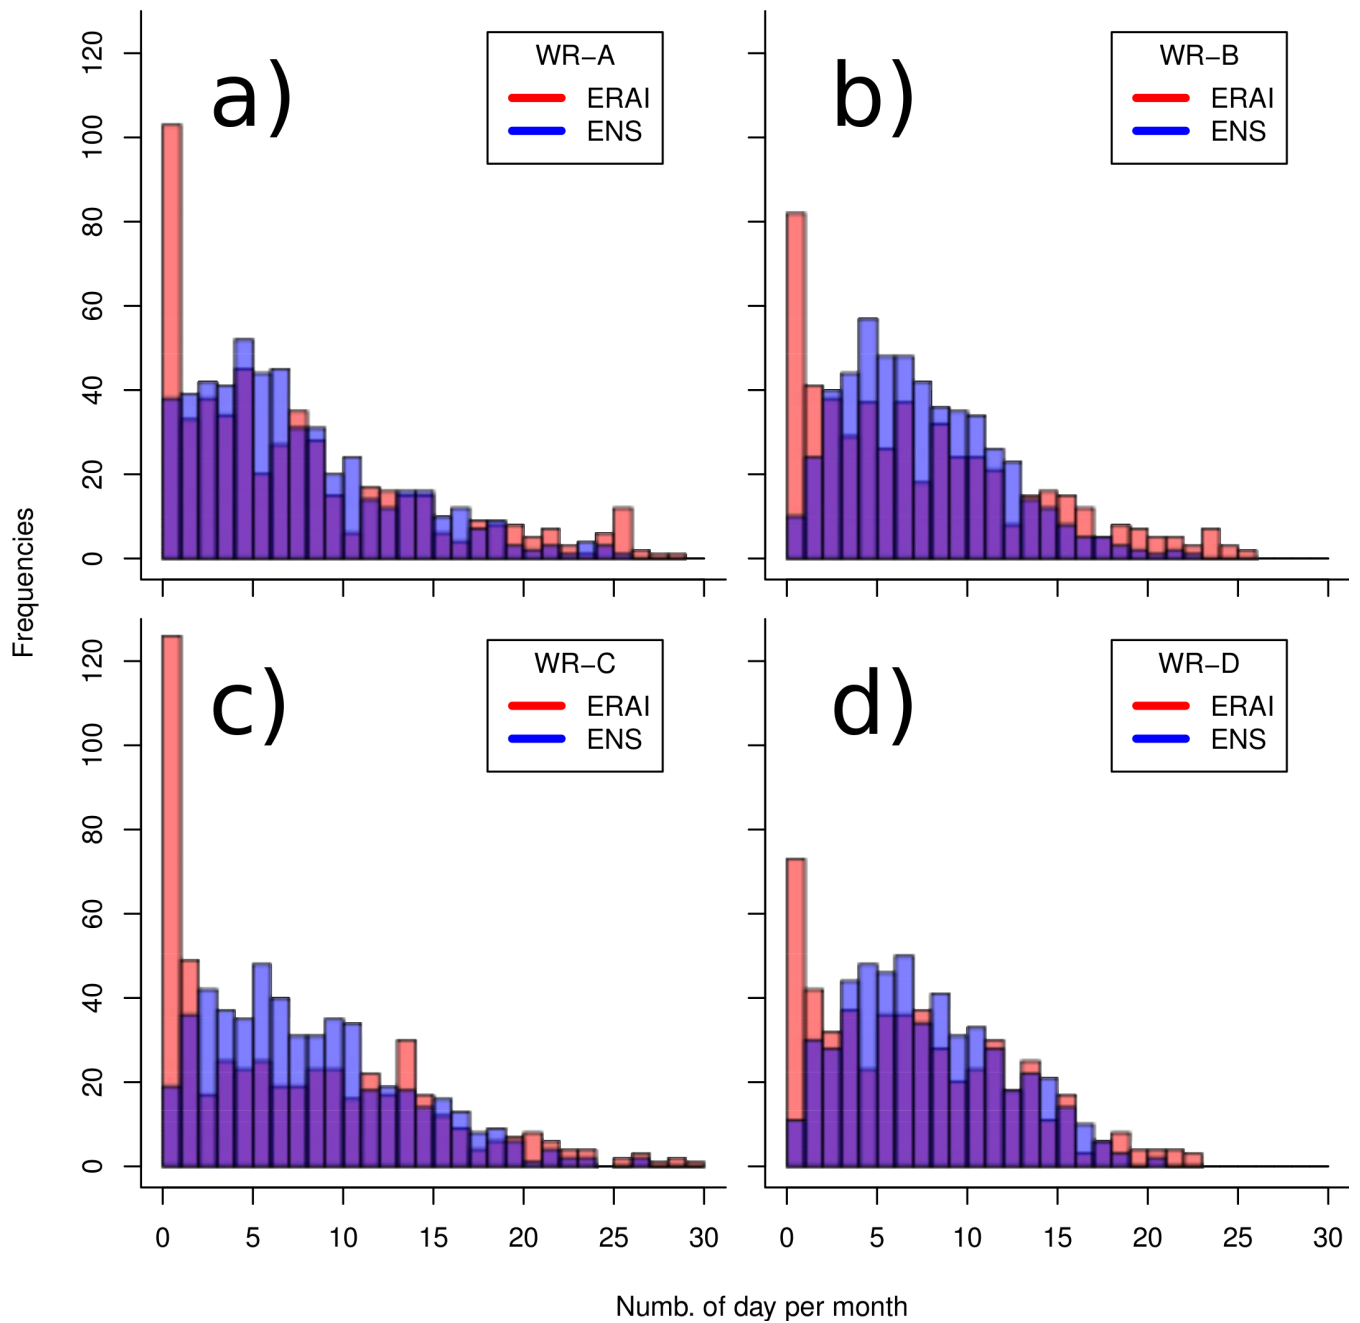 a)
WR–A
ERAI
ENS
120
100
80
60
40
20
0
b)
WR–B
ERAI
ENS
Frequencies
c)
WR–C
ERAI
ENS
120
100
80
60
40
20
0
0 5 10 15 20 25 30
d)
WR–D
ERAI
ENS
0 5 10 15 20 25 30
Numb. of day per month